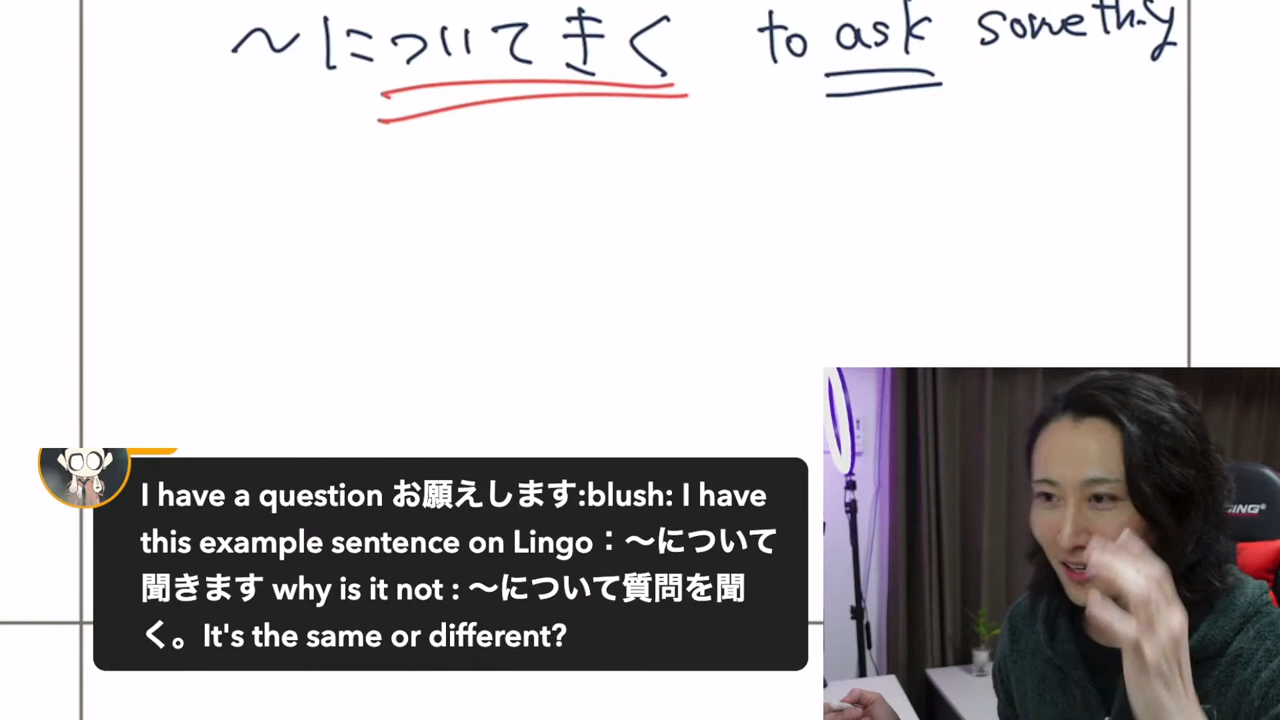 ～についてきく to ask something
I have a question お願えします:blush: I have
this example sentence on Lingo：～について
聞きます why is it not : ～について質問を聞
く。It's the same or different?